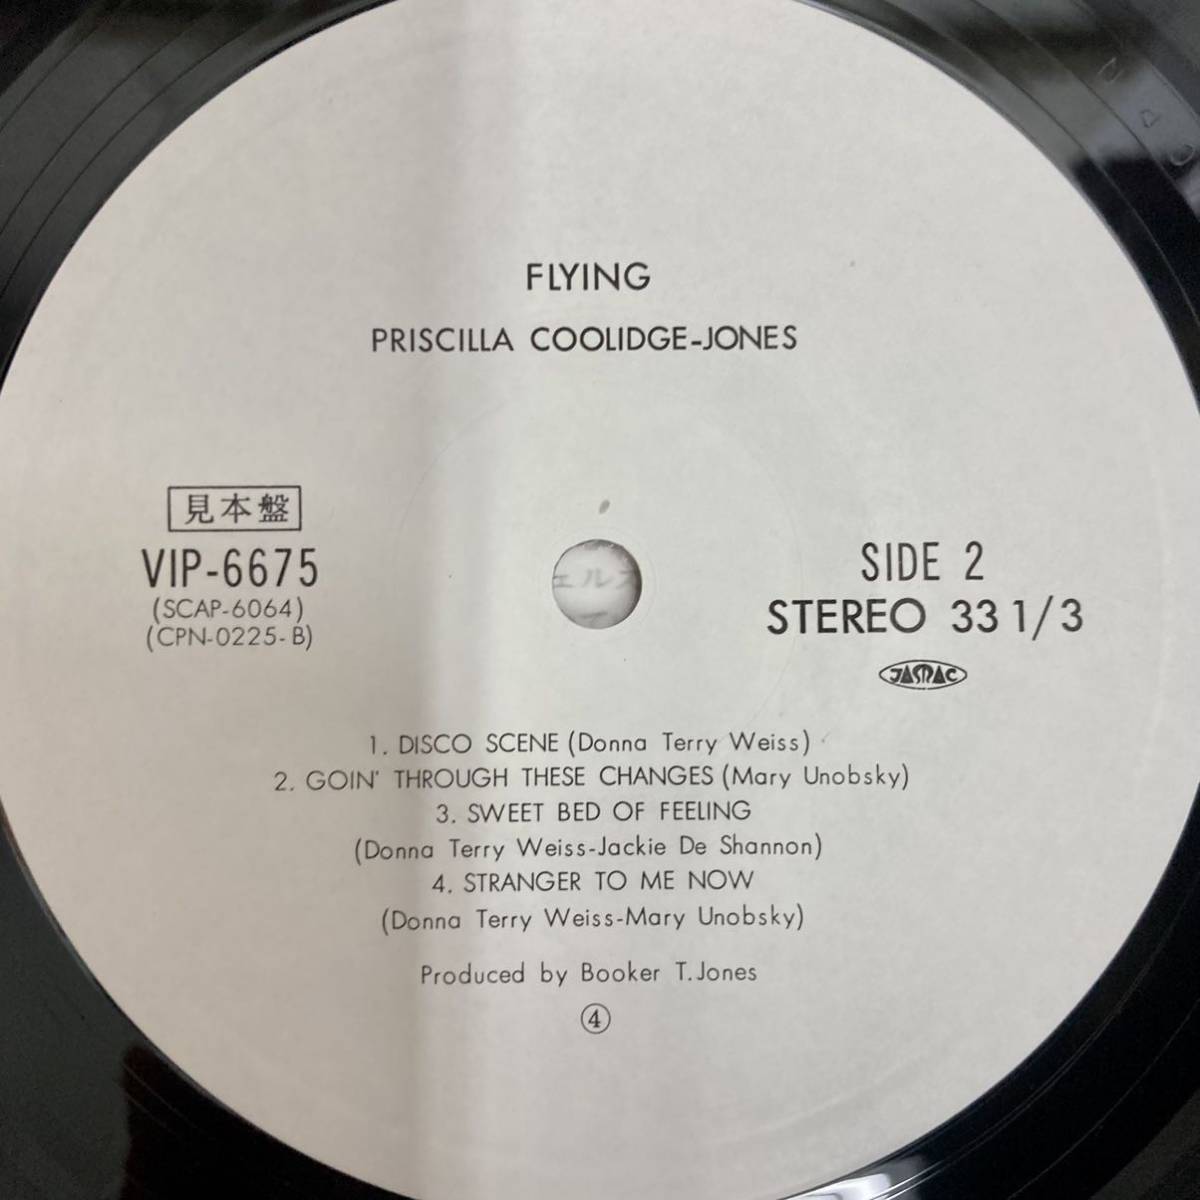 FLYING
PRISCILLA COOLIDGE-JONES
見本盤
VIP-6675
(SCAP-6064)
(CPN-0225-B)
エルス
SIDE 2
STEREO 33 1/3
JASRAC
1. DISCO SCENE (Donna Terry Weiss)
2. GOIN' THROUGH THESE CHANGES (Mary Unobsky)
3. SWEET BED OF FEELING
(Donna Terry Weiss-Jackie De Shannon)
4. STRANGER TO ME NOW
(Donna Terry Weiss-Mary Unobsky)
Produced by Booker T. Jones
④